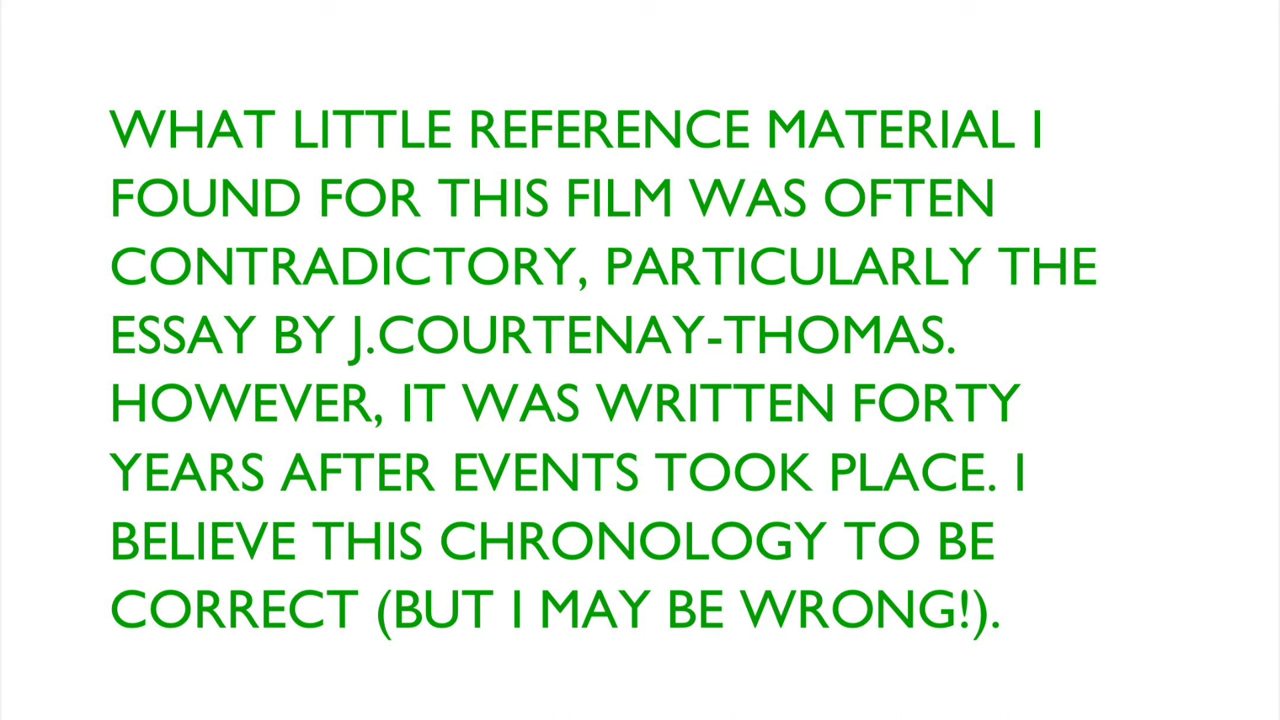 WHAT LITTLE REFERENCE MATERIAL I
FOUND FOR THIS FILM WAS OFTEN
CONTRADICTORY, PARTICULARLY THE
ESSAY BY J.COURTENAY-THOMAS.
HOWEVER, IT WAS WRITTEN FORTY
YEARS AFTER EVENTS TOOK PLACE. I
BELIEVE THIS CHRONOLOGY TO BE
CORRECT (BUT I MAY BE WRONG!).